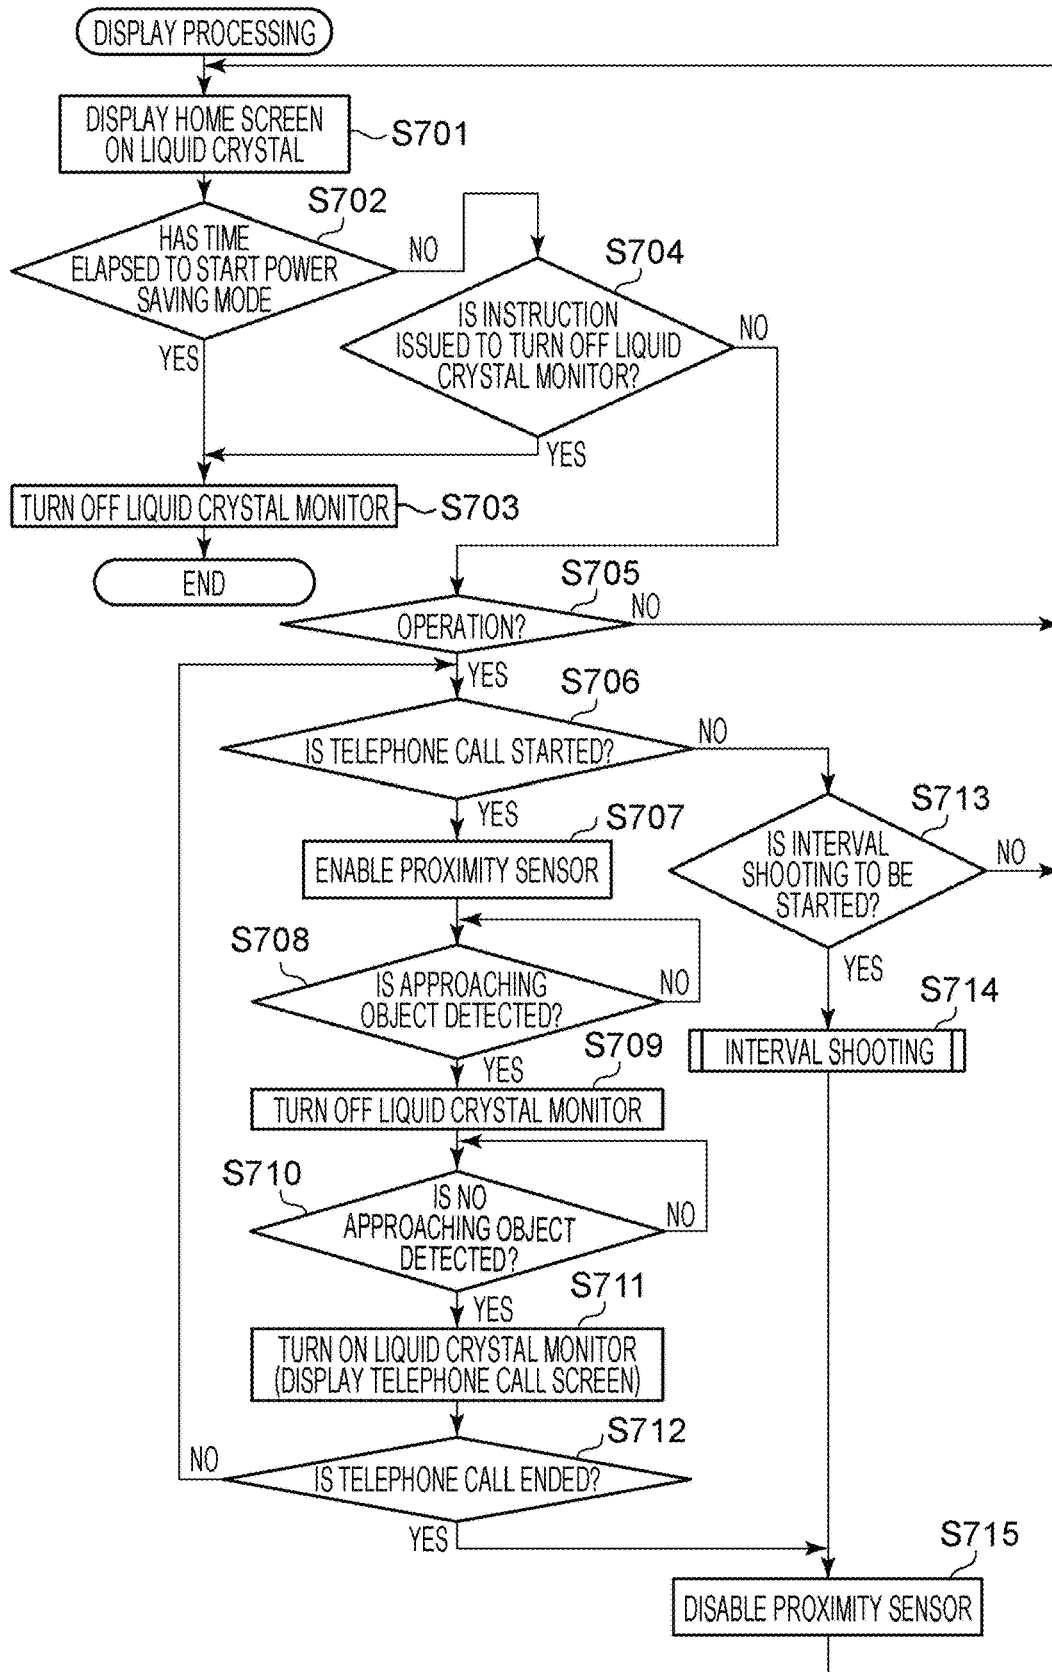 DISPLAY PROCESSING
DISPLAY HOME SCREEN
ON LIQUID CRYSTAL
S701
S702
HAS TIME
ELAPSED TO START POWER
SAVING MODE
NO
YES
S704
IS INSTRUCTION
ISSUED TO TURN OFF LIQUID
CRYSTAL MONITOR?
NO
YES
TURN OFF LIQUID CRYSTAL MONITOR
S703
END
S705
OPERATION?
NO
YES
S706
IS TELEPHONE CALL STARTED?
NO
YES
S707
ENABLE PROXIMITY SENSOR
S713
IS INTERVAL
SHOOTING TO BE
STARTED?
NO
YES
S708
IS APPROACHING
OBJECT DETECTED?
NO
YES
S714
INTERVAL SHOOTING
S709
TURN OFF LIQUID CRYSTAL MONITOR
S710
IS NO
APPROACHING OBJECT
DETECTED?
NO
YES
S711
TURN ON LIQUID CRYSTAL MONITOR
(DISPLAY TELEPHONE CALL SCREEN)
S712
IS TELEPHONE CALL ENDED?
NO
YES
S715
DISABLE PROXIMITY SENSOR